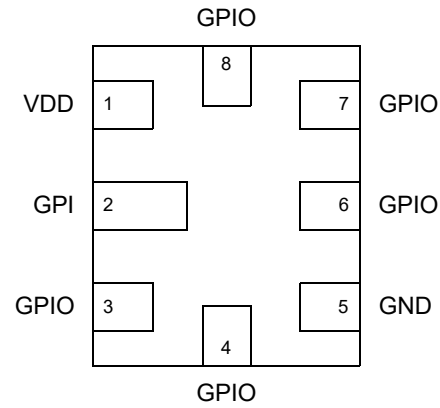 GPIO
8
VDD 1 7 GPIO
GPI 2 6 GPIO
GPIO 3 5 GND
4
GPIO